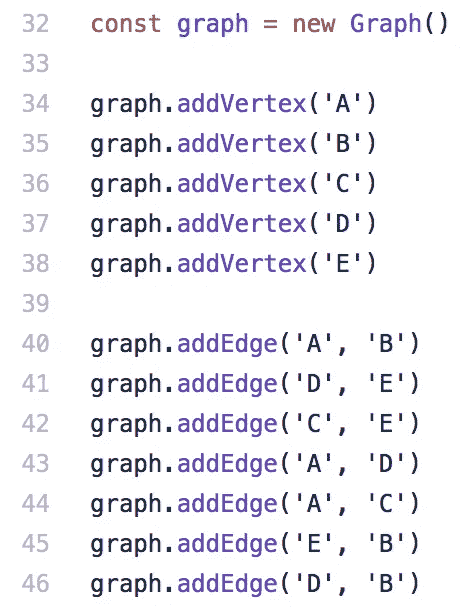 32 const graph = new Graph()
33
34 graph.addVertex('A')
35 graph.addVertex('B')
36 graph.addVertex('C')
37 graph.addVertex('D')
38 graph.addVertex('E')
39
40 graph.addEdge('A', 'B')
41 graph.addEdge('D', 'E')
42 graph.addEdge('C', 'E')
43 graph.addEdge('A', 'D')
44 graph.addEdge('A', 'C')
45 graph.addEdge('E', 'B')
46 graph.addEdge('D', 'B')